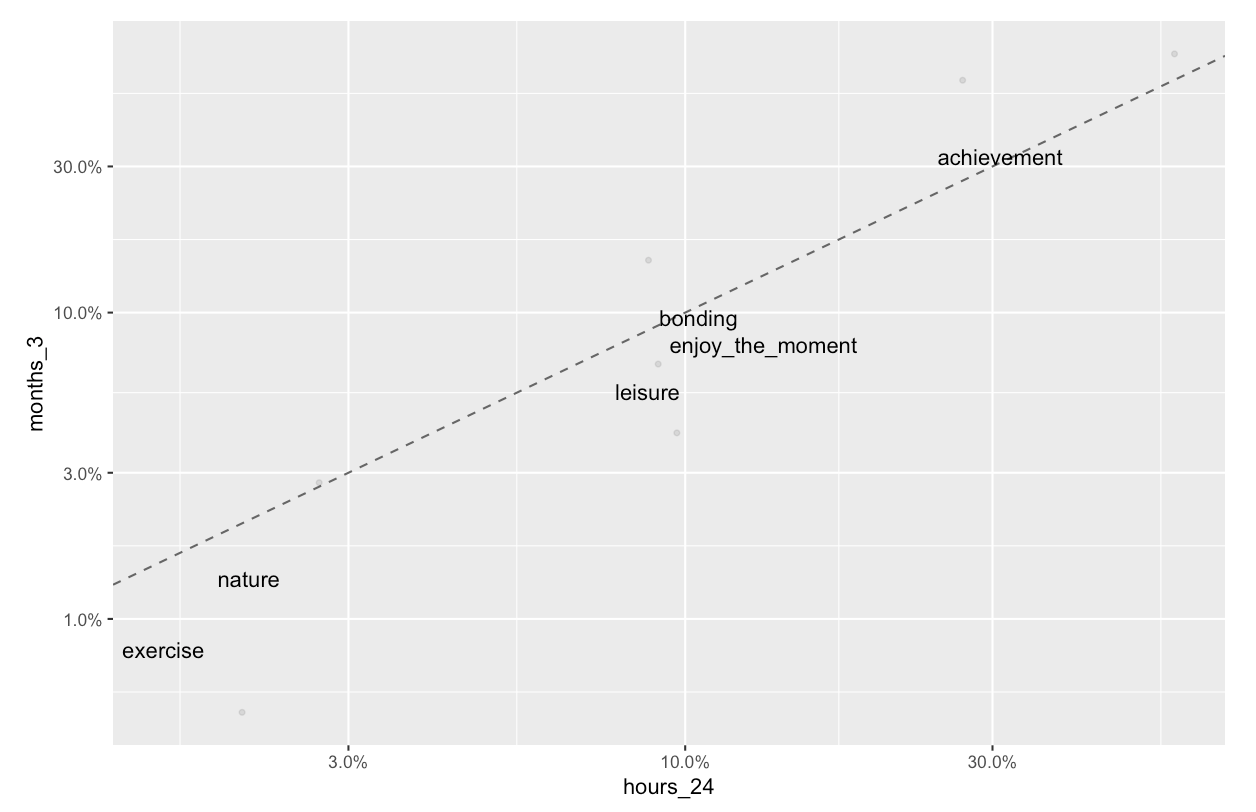 achievement
30.0%
bonding
10.0%
enjoy_the_moment
leisure
months_3
3.0%
nature
1.0%
exercise
3.0%
10.0%
30.0%
hours_24